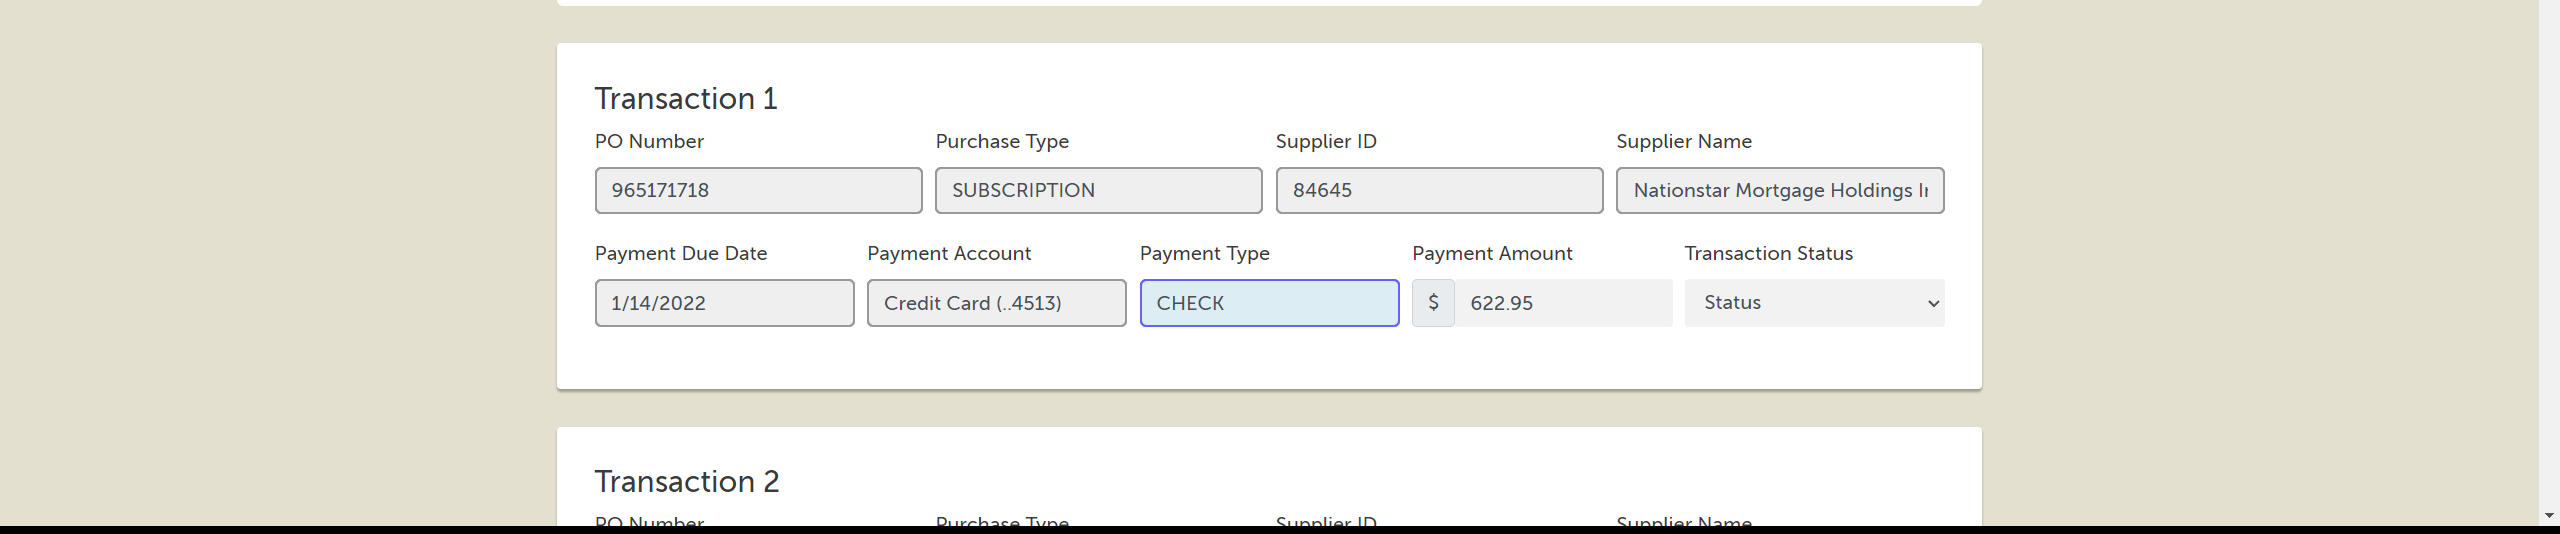 Transaction 1
PO Number Purchase Type Supplier ID Supplier Name
965171718 SUBSCRIPTION 84645 Nationstar Mortgage Holdings
Payment Due Date Payment Account Payment Type Payment Amount Transaction Status
1/14/2022 Credit Card (..4513) CHECK $ 622.95 Status
Transaction 2
PO Number Purchase Type Supplier ID Supplier Name